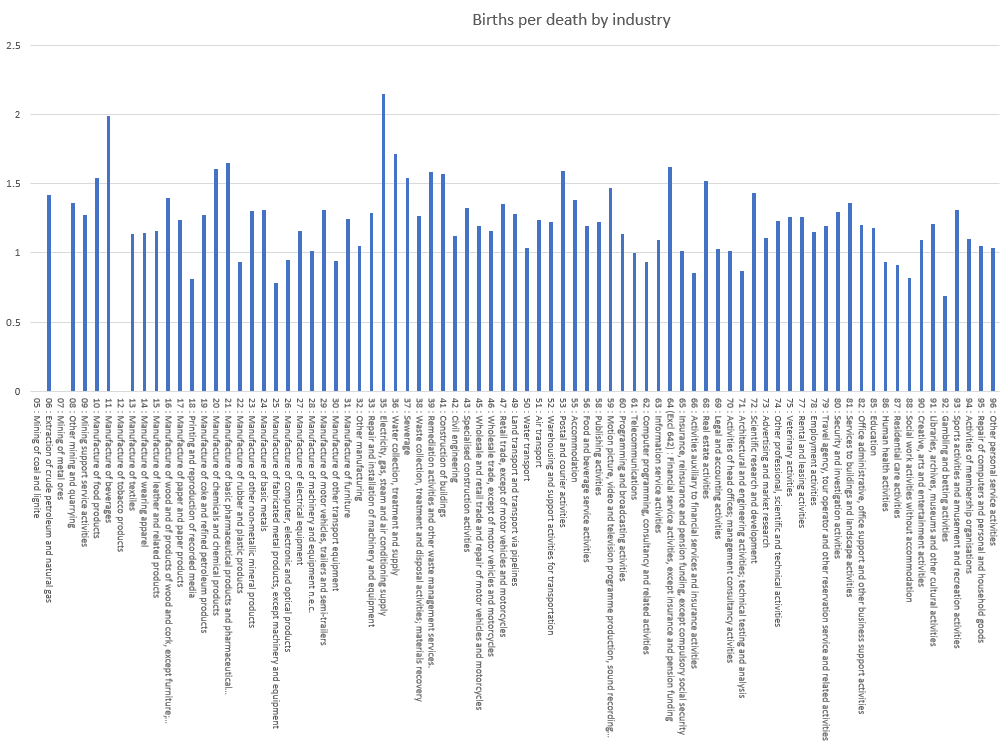 Births per death by industry
2.5
2
1.5
1
0.5
0
05 : Mining of coal and lignite
06 : Extraction of crude petroleum and natural gas
07 : Mining of metal ores
08 : Other mining and quarrying
09 : Mining support service activities
10 : Manufacture of food products
11 : Manufacture of beverages
12 : Manufacture of tobacco products
13 : Manufacture of textiles
14 : Manufacture of wearing apparel
15 : Manufacture of leather and related products
16 : Manufacture of wood and of products of wood and cork, except furniture;...
17 : Manufacture of paper and paper products
18 : Printing and reproduction of recorded media
19 : Manufacture of coke and refined petroleum products
20 : Manufacture of chemicals and chemical products
21 : Manufacture of basic pharmaceutical products and pharmaceutical...
22 : Manufacture of rubber and plastic products
23 : Manufacture of other non-metallic mineral products
24 : Manufacture of basic metals
25 : Manufacture of fabricated metal products, except machinery and equipment
26 : Manufacture of computer, electronic and optical products
27 : Manufacture of electrical equipment
28 : Manufacture of machinery and equipment n.e.c.
29 : Manufacture of motor vehicles, trailers and semi-trailers
30 : Manufacture of other transport equipment
31 : Manufacture of furniture
32 : Other manufacturing
33 : Repair and installation of machinery and equipment
35 : Electricity, gas, steam and air conditioning supply
36 : Water collection, treatment and supply
37 : Sewerage
38 : Waste collection, treatment and disposal activities; materials recovery
39 : Remediation activities and other waste management services.
41 : Construction of buildings
42 : Civil engineering
43 : Specialised construction activities
45 : Wholesale and retail trade and repair of motor vehicles and motorcycles
46 : Wholesale trade, except of motor vehicles and motorcycles
47 : Retail trade, except of motor vehicles and motorcycles
49 : Land transport and transport via pipelines
50 : Water transport
51 : Air transport
52 : Warehousing and support activities for transportation
53 : Postal and courier activities
55 : Accommodation
56 : Food and beverage service activities
58 : Publishing activities
59 : Motion picture, video and television programme production, sound recording...
60 : Programming and broadcasting activities
61 : Telecommunications
62 : Computer programming, consultancy and related activities
63 : Information service activities
64 (Excl 642) : Financial service activities, except insurance and pension funding
65 : Insurance, reinsurance and pension funding, except compulsory social security
66 : Activities auxiliary to financial services and insurance activities
68 : Real estate activities
69 : Legal and accounting activities
70 : Activities of head offices; management consultancy activities
71 : Architectural and engineering activities; technical testing and analysis
72 : Scientific research and development
73 : Advertising and market research
74 : Other professional, scientific and technical activities
75 : Veterinary activities
77 : Rental and leasing activities
78 : Employment activities
79 : Travel agency, tour operator and other reservation service and related activities
80 : Security and investigation activities
81 : Services to buildings and landscape activities
82 : Office administrative, office support and other business support activities
85 : Education
86 : Human health activities
87 : Residential care activities
88 : Social work activities without accommodation
90 : Creative, arts and entertainment activities
91 : Libraries, archives, museums and other cultural activities
92 : Gambling and betting activities
93 : Sports activities and amusement and recreation activities
94 : Activities of membership organisations
95 : Repair of computers and personal and household goods
96 : Other personal service activities